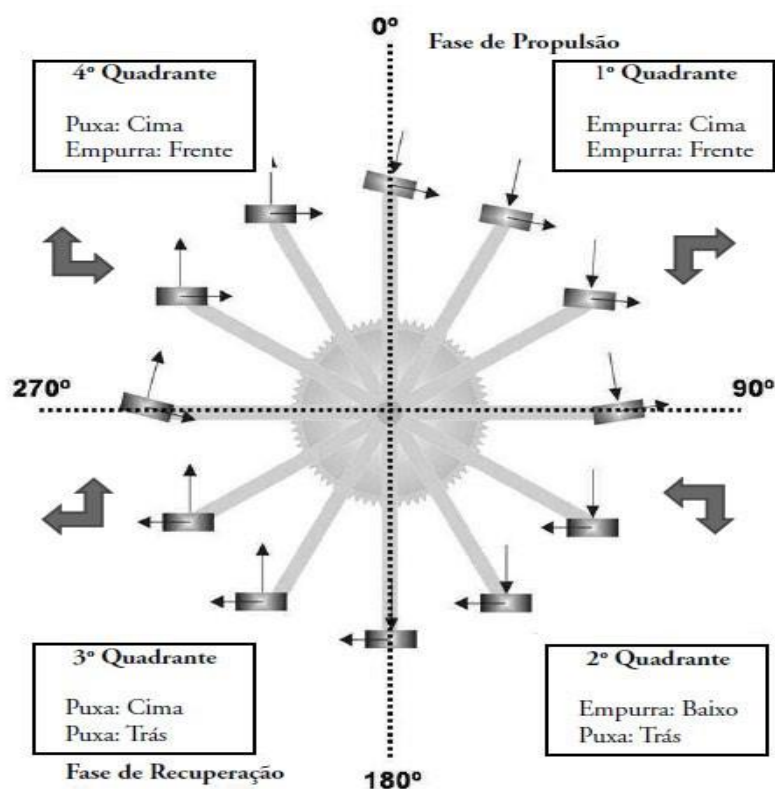 0º
Fase de Propulsão
4º Quadrante
Puxa: Cima
Empurra: Frente
1º Quadrante
Empurra: Cima
Empurra: Frente
270º
90º
3º Quadrante
Puxa: Cima
Puxa: Trás
Fase de Recuperação
2º Quadrante
Empurra: Baixo
Puxa: Trás
180º